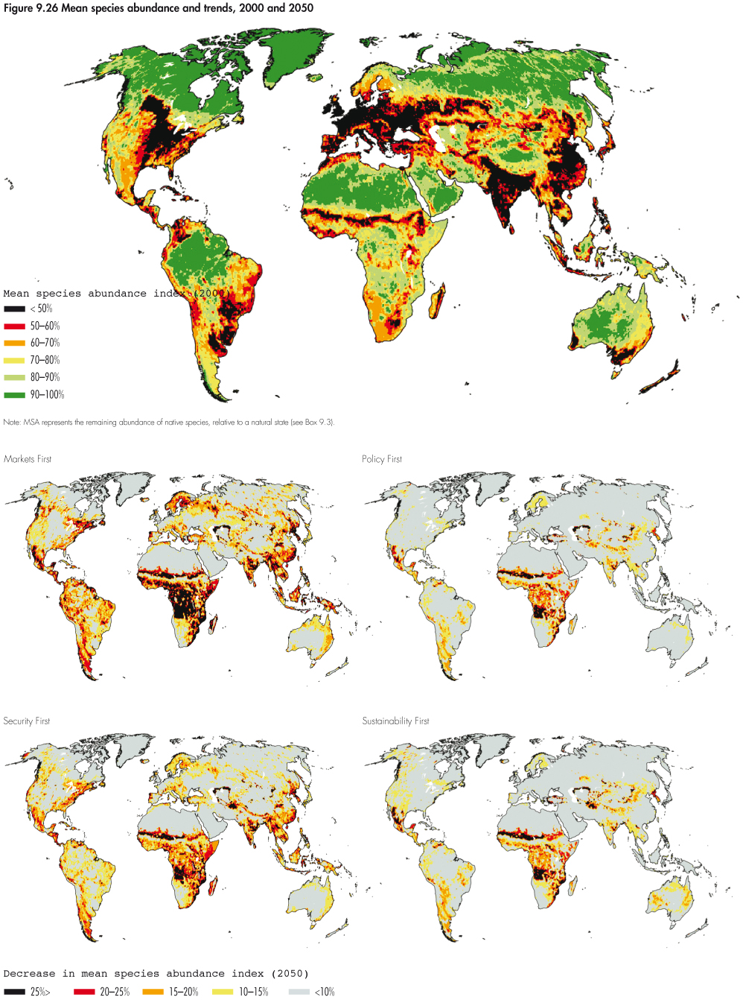 Figure 9.26 Mean species abundance and trends, 2000 and 2050
Mean species abundance index (2000)
< 50%
50–60%
60–70%
70–80%
80–90%
90–100%
Note: MSA represents the remaining abundance of native species, relative to a natural state (see Box 9.3).
Markets First
Policy First
Security First
Sustainability First
Decrease in mean species abundance index (2050)
25%> 20–25% 15–20% 10–15% <10%